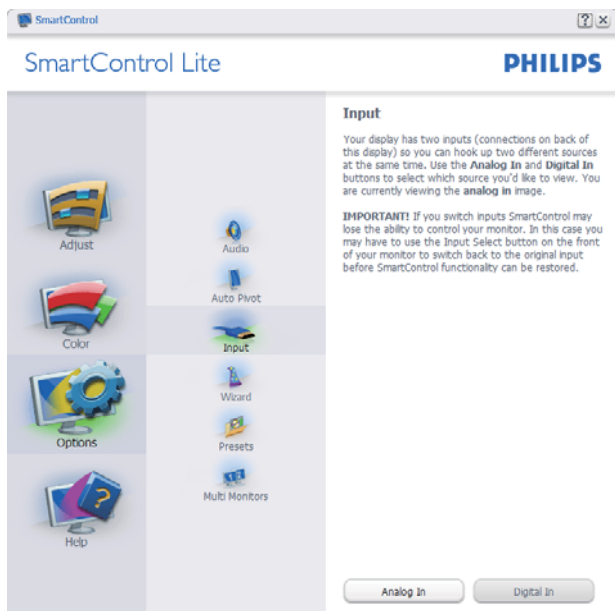 SmartControl
SmartControl Lite
PHILIPS
Adjust
Color
Options
Help
Audio
Auto Pivot
Input
Wizard
Presets
Multi Monitors
Input
Your display has two inputs (connections on back of
this display) so you can hook up two different sources
at the same time. Use the Analog In and Digital In
buttons to select which source you'd like to view. You
are currently viewing the analog in image.
IMPORTANT! If you switch inputs SmartControl may
lose the ability to control your monitor. In this case you
may have to use the Input Select button on the front
of your monitor to switch back to the original input
before SmartControl functionality can be restored.
Analog In
Digital In